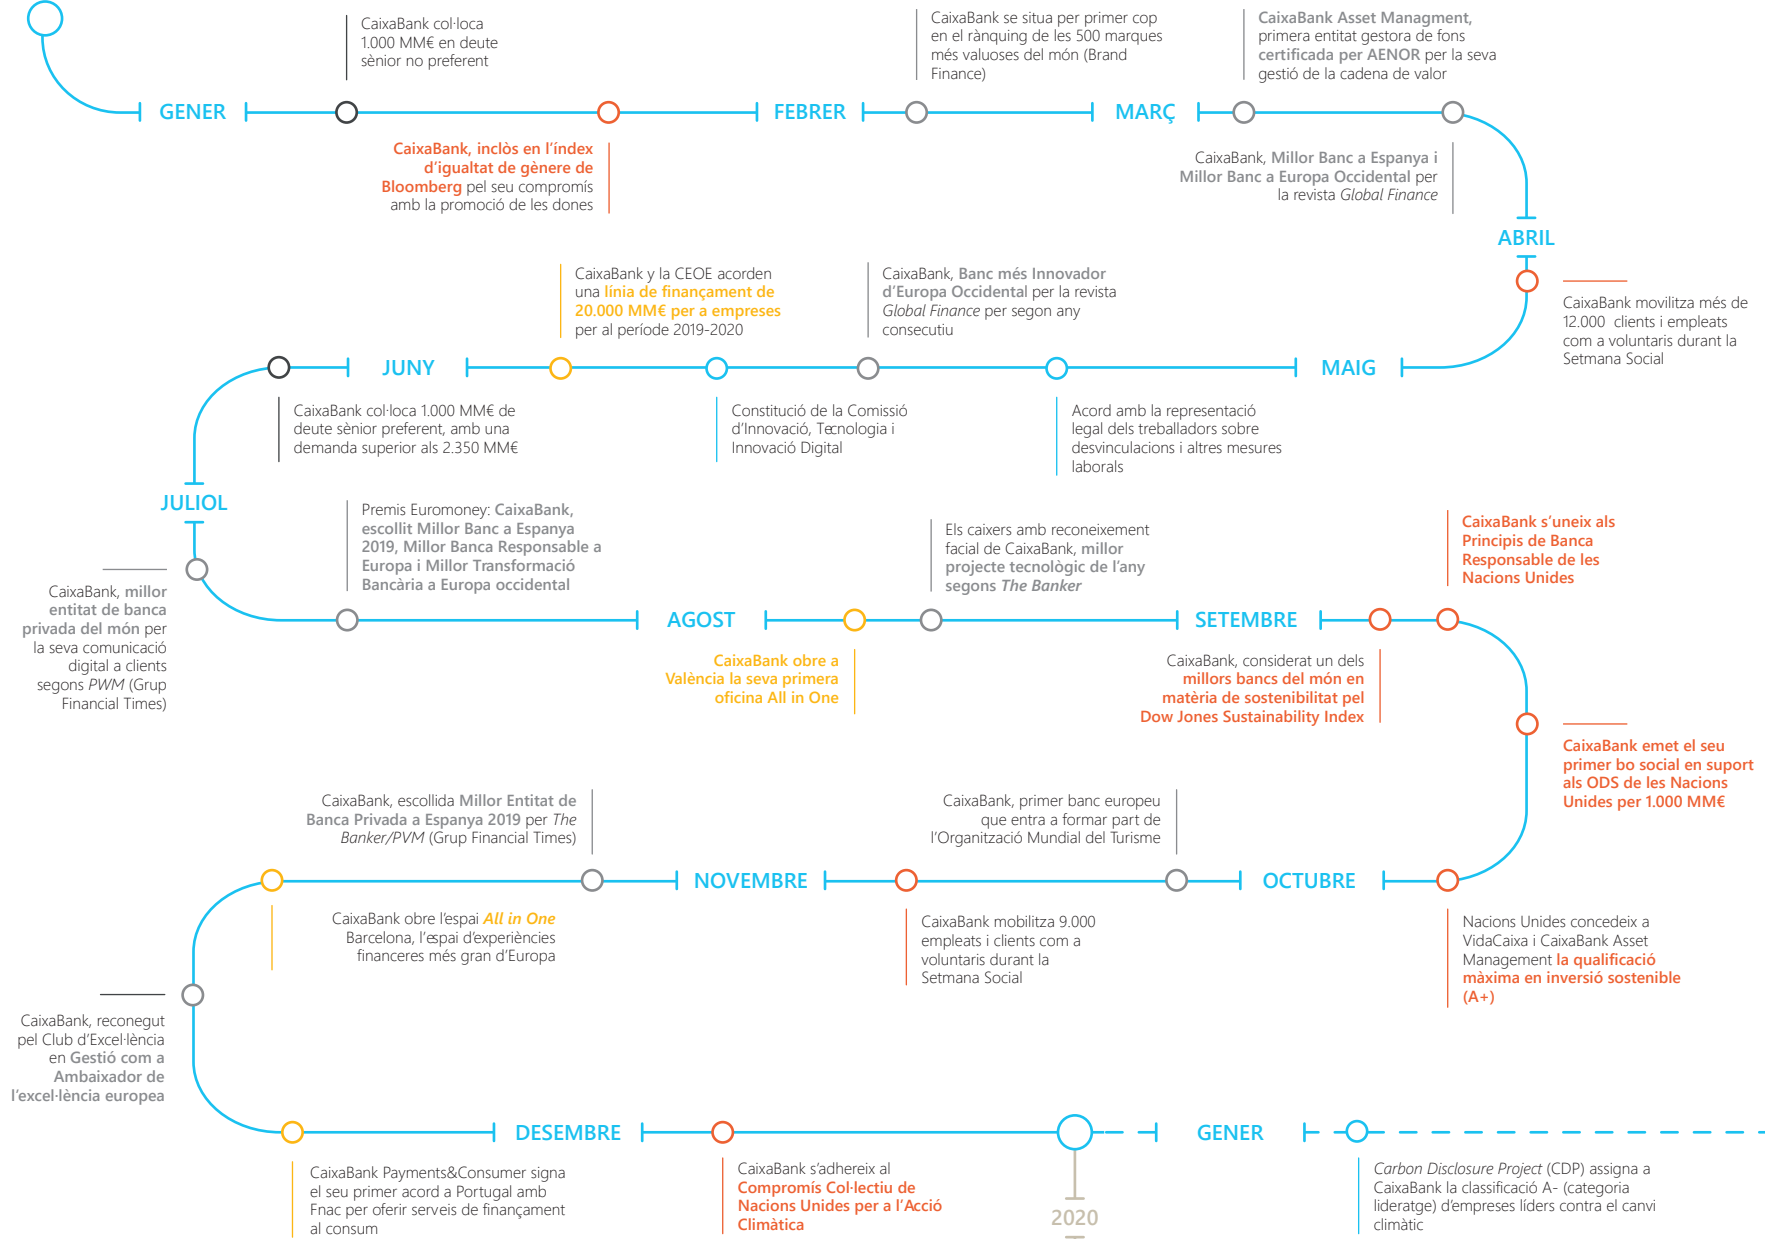 CaixaBank col·loca
1.000 MM€ en deute
sènior no preferent
CaixaBank se situa per primer cop
en el rànquing de les 500 marques
més valuoses del món (Brand
Finance)
CaixaBank Asset Managment,
primera entitat gestora de fons
certificada per AENOR per la seva
gestió de la cadena de valor
GENER
FEBRER
MARÇ
CaixaBank, inclòs en l'índex
d'igualtat de gènere de
Bloomberg pel seu compromís
amb la promoció de les dones
CaixaBank, Millor Banc a Espanya i
Millor Banc a Europa Occidental per
la revista Global Finance
ABRIL
CaixaBank movilitza més de
12.000 clients i empleats
com a voluntaris durant la
Setmana Social
CaixaBank y la CEOE acorden
una línia de finançament de
20.000 MM€ per a empreses
per al període 2019-2020
CaixaBank, Banc més Innovador
d'Europa Occidental per la revista
Global Finance per segon any
consecutiu
JUNY
MAIG
CaixaBank col·loca 1.000 MM€ de
deute sènior preferent, amb una
demanda superior als 2.350 MM€
Constitució de la Comissió
d'Innovació, Tecnologia i
Innovació Digital
Acord amb la representació
legal dels treballadors sobre
desvinculacions i altres mesures
laborals
JULIOL
CaixaBank, millor
entitat de banca
privada del món per
la seva comunicació
digital a clients
segons PWM (Grup
Financial Times)
Premis Euromoney: CaixaBank,
escollit Millor Banc a Espanya
2019, Millor Banca Responsable a
Europa i Millor Transformació
Bancària a Europa occidental
Els caixers amb reconeixement
facial de CaixaBank, millor
projecte tecnològic de l'any
segons The Banker
CaixaBank s'uneix als
Principis de Banca
Responsable de les
Nacions Unides
AGOST
SETEMBRE
CaixaBank obre a
València la seva primera
oficina All in One
CaixaBank, considerat un dels
millors bancs del món en
matèria de sostenibilitat pel
Dow Jones Sustainability Index
CaixaBank emet el seu
primer bo social en suport
als ODS de les Nacions
Unides per 1.000 MM€
CaixaBank, escollida Millor Entitat de
Banca Privada a Espanya 2019 per The
Banker/PVM (Grup Financial Times)
CaixaBank, primer banc europeu
que entra a formar part de
l'Organització Mundial del Turisme
NOVEMBRE
OCTUBRE
CaixaBank obre l'espai All in One
Barcelona, l'espai d'experiències
financeres més gran d'Europa
CaixaBank mobilitza 9.000
empleats i clients com a
voluntaris durant la
Setmana Social
Nacions Unides concedeix a
VidaCaixa i CaixaBank Asset
Management la qualificació
màxima en inversió sostenible
(A+)
CaixaBank, reconegut
pel Club d'Excel·lència
en Gestió com a
Ambaixador de
l'excel·lència europea
DESEMBRE
GENER
CaixaBank Payments&Consumer signa
el seu primer acord a Portugal amb
Fnac per oferir serveis de finançament
al consum
CaixaBank s'adhereix al
Compromís Col·lectiu de
Nacions Unides per a l'Acció
Climàtica
2020
Carbon Disclosure Project (CDP) assigna a
CaixaBank la classificació A- (categoria
lideratge) d'empreses líders contra el canvi
climàtic